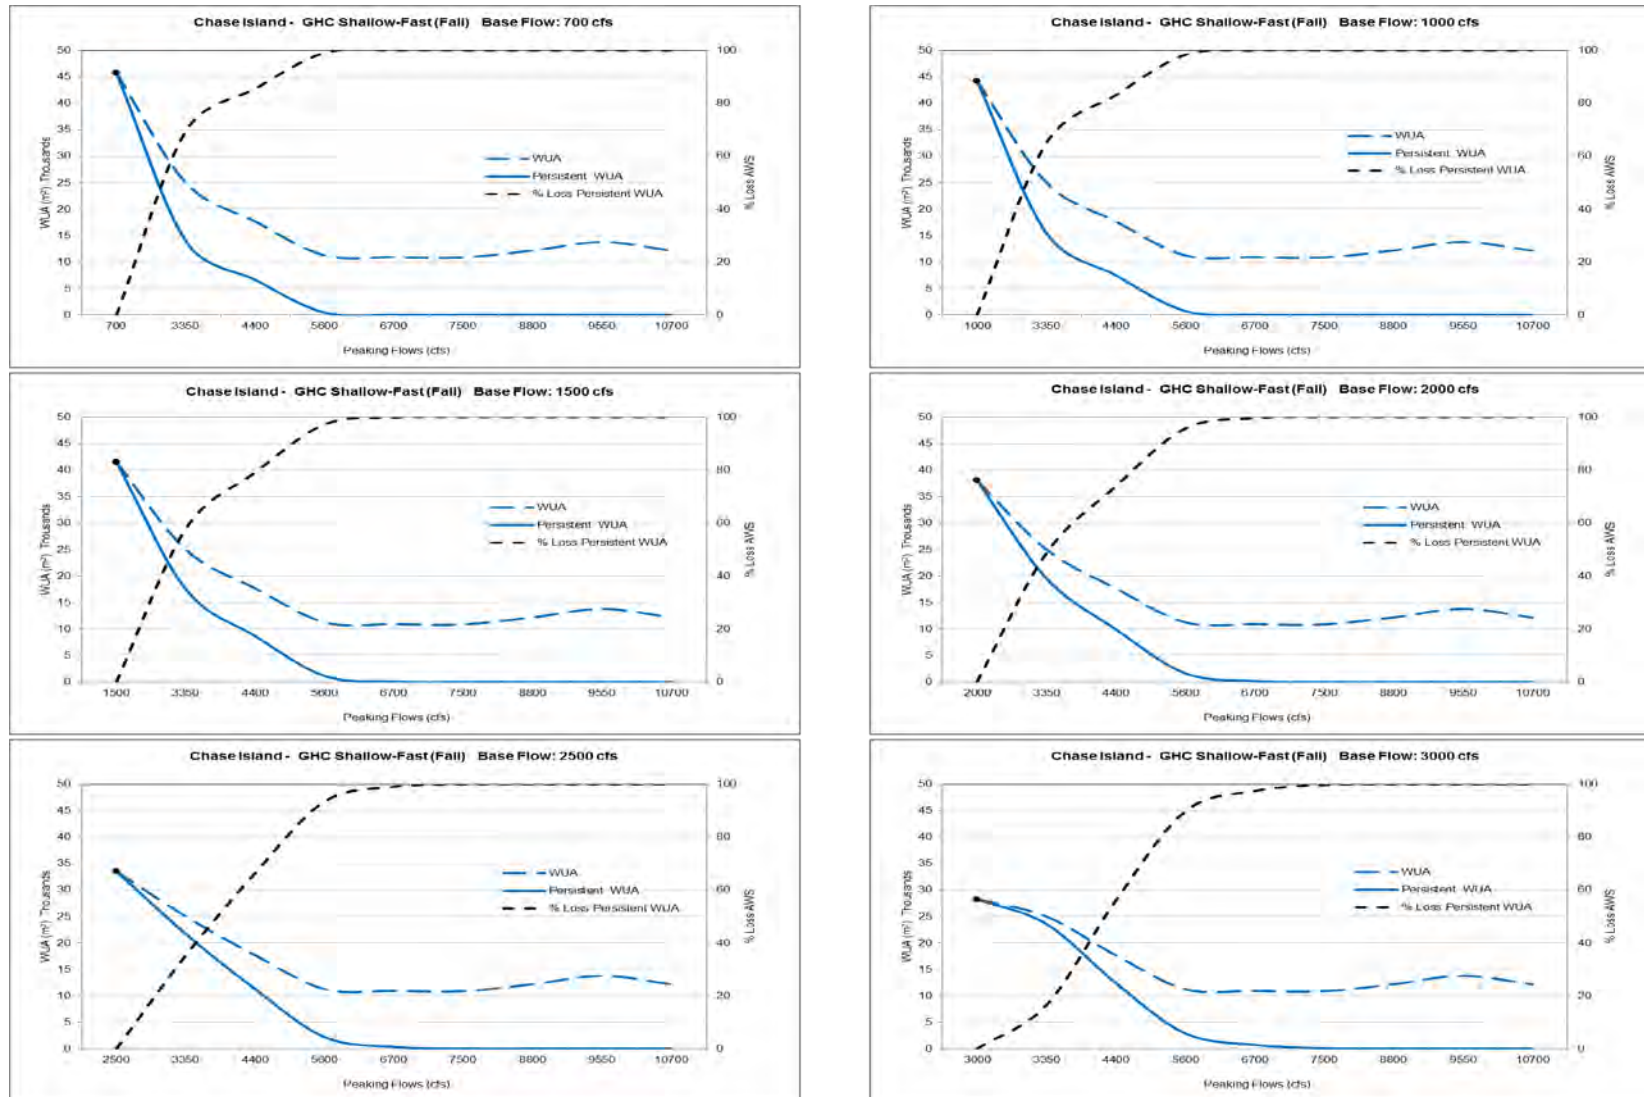 Chase Island - GHC Shallow-Fast (Fall) Base Flow: 700 cfs
50
45
40
35
30
25
20
15
10
5
0
100
80
60
40
20
0
WUA (m²) Thousands
% Loss AWS
WUA
Persistent WUA
% Loss Persistent WUA
700 3350 4400 5600 6700 7500 8800 9550 10700
Peaking Flows (cfs)
Chase Island - GHC Shallow-Fast (Fall) Base Flow: 1000 cfs
50
45
40
35
30
25
20
15
10
5
0
100
80
60
40
20
0
WUA (m²) Thousands
% Loss AWS
WUA
Persistent WUA
% Loss Persistent WUA
1000 3350 4400 5600 6700 7500 8800 9550 10700
Peaking Flows (cfs)
Chase Island - GHC Shallow-Fast (Fall) Base Flow: 1500 cfs
50
45
40
35
30
25
20
15
10
5
0
100
80
60
40
20
0
WUA (m²) Thousands
% Loss AWS
WUA
Persistent WUA
% Loss Persistent WUA
1500 3350 4400 5600 6700 7500 8800 9550 10700
Peaking Flows (cfs)
Chase Island - GHC Shallow-Fast (Fall) Base Flow: 2000 cfs
50
45
40
35
30
25
20
15
10
5
0
100
80
60
40
20
0
WUA (m²) Thousands
% Loss AWS
WUA
Persistent WUA
% Loss Persistent WUA
2000 3350 4400 5600 6700 7500 8800 9550 10700
Peaking Flows (cfs)
Chase Island - GHC Shallow-Fast (Fall) Base Flow: 2500 cfs
50
45
40
35
30
25
20
15
10
5
0
100
80
60
40
20
0
WUA (m²) Thousands
% Loss AWS
WUA
Persistent WUA
% Loss Persistent WUA
2500 3350 4400 5600 6700 7500 8800 9550 10700
Peaking Flows (cfs)
Chase Island - GHC Shallow-Fast (Fall) Base Flow: 3000 cfs
50
45
40
35
30
25
20
15
10
5
0
100
80
60
40
20
0
WUA (m²) Thousands
% Loss AWS
WUA
Persistent WUA
% Loss Persistent WUA
3000 3350 4400 5600 6700 7500 8800 9550 10700
Peaking Flows (cfs)